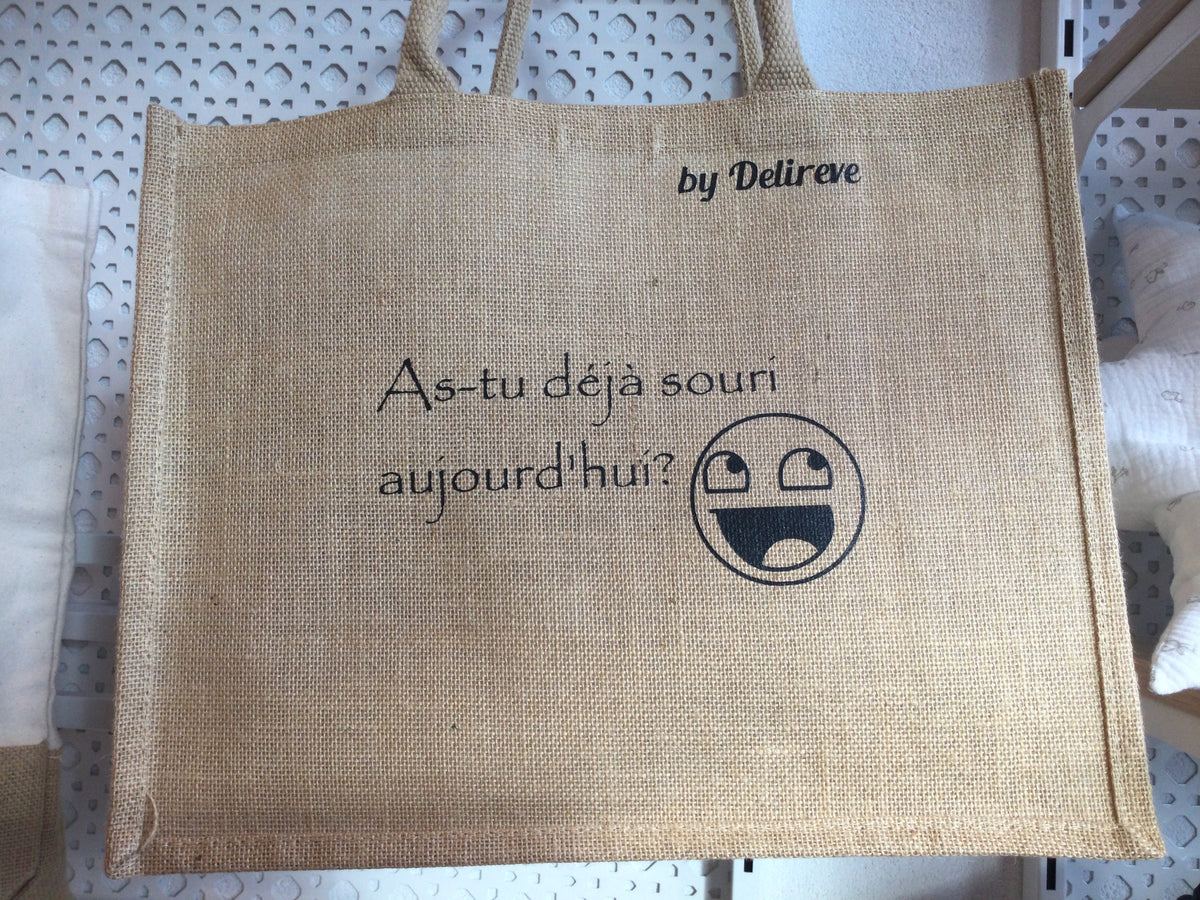 by Delireve
As-tu déjà souri
aujourd'hui?